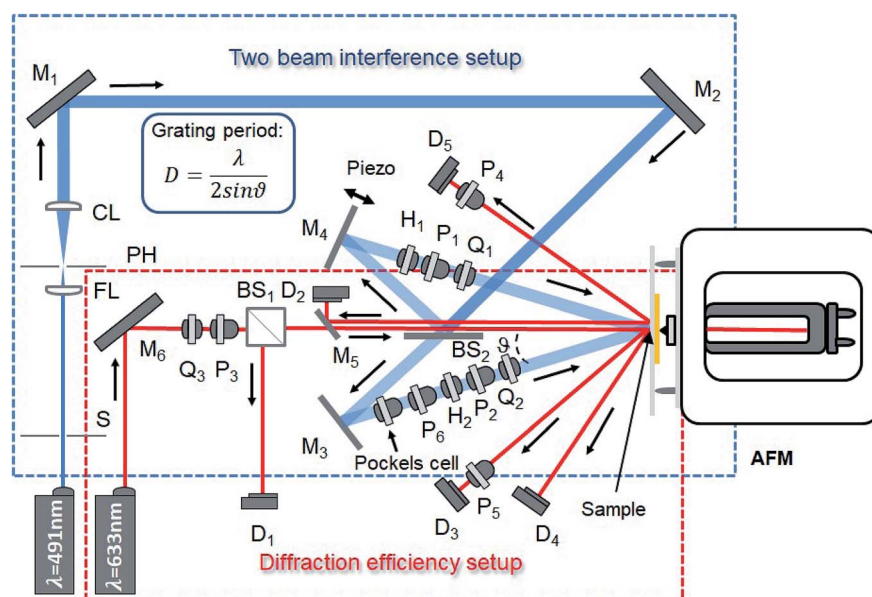 Two beam interference setup
M1
M2
Grating period:
D = λ / 2sinϑ
D5
P4
Piezo
M4
H1
P1
Q1
CL
PH
FL
BS1
D2
M6
Q3
P3
M5
BS2
ϑ
S
M3
P6
H2
P2
Q2
Pockels cell
AFM
D1
D3
P5
D4
Sample
λ=491nm
λ=633nm
Diffraction efficiency setup